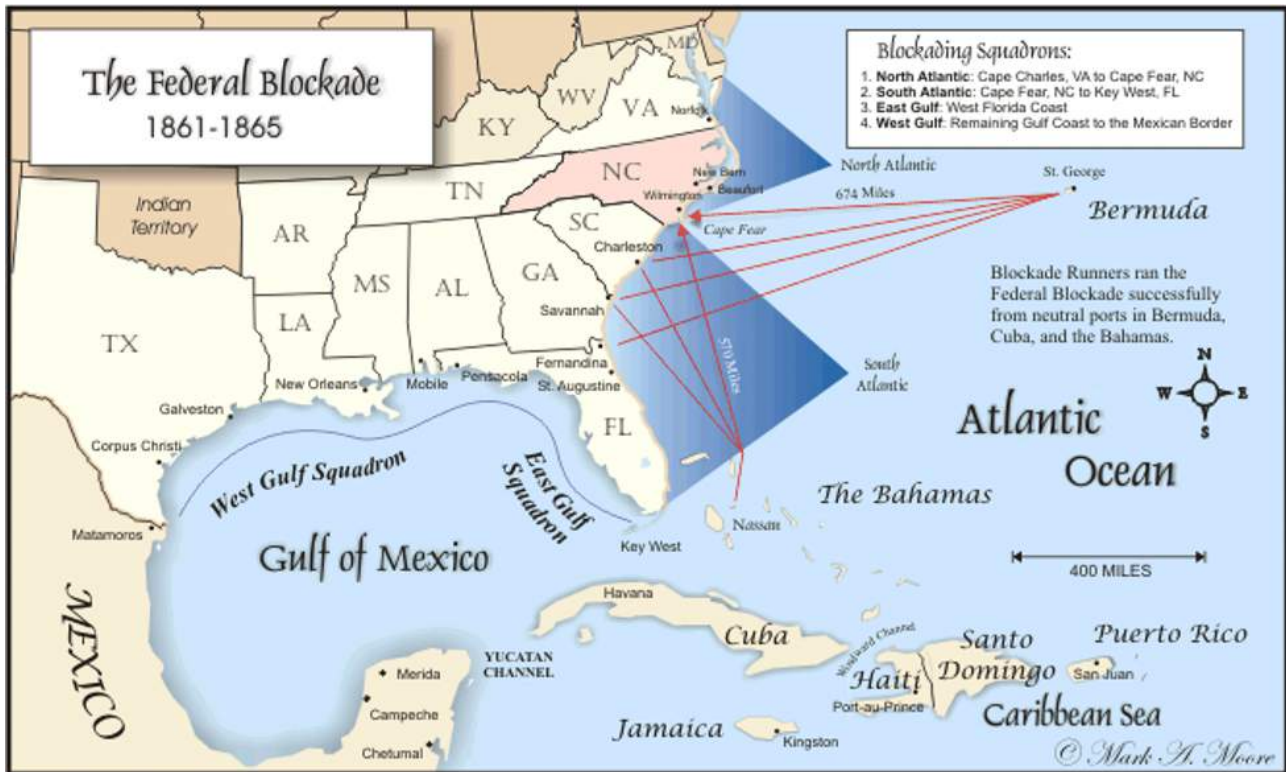 The Federal Blockade
1861-1865
Blockading Squadrons:
1. North Atlantic: Cape Charles, VA to Cape Fear, NC
2. South Atlantic: Cape Fear, NC to Key West, FL
3. East Gulf: West Florida Coast
4. West Gulf: Remaining Gulf Coast to the Mexican Border
MD
WV
VA
Norfolk
KY
North Atlantic
St. George
Bermuda
674 Miles
NC
New Bern
Beaufort
Wilmington
Cape Fear
TN
Indian
Territory
AR
SC
Charleston
MS
AL
GA
Savannah
Blockade Runners ran the
Federal Blockade successfully
from neutral ports in Bermuda,
Cuba, and the Bahamas.
TX
LA
570 Miles
South
Atlantic
N
W
E
S
Fernandina
St. Augustine
New Orleans
Mobile
Pensacola
Galveston
FL
Corpus Christi
West Gulf Squadron
East Gulf
Squadron
Atlantic
Ocean
The Bahamas
Nassau
Matamoros
Key West
Gulf of Mexico
400 MILES
MEXICO
Havana
Cuba
Windward Channel
Haiti
Port-au-Prince
Santo
Domingo
Puerto Rico
San Juan
YUCATAN
CHANNEL
Merida
Campeche
Chetumal
Jamaica
Kingston
Caribbean Sea
© Mark A. Moore